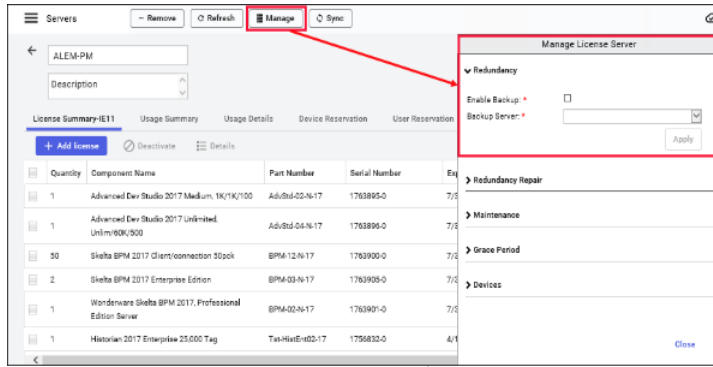 Servers
− Remove
Refresh
Manage
Sync
Manage License Server
ALEM-PM
Description
Redundancy
Enable Backup: *
Backup Server: *
Apply
License Summary-IE11
Usage Summary
Usage Details
Device Reservation
User Reservation
+ Add license
Deactivate
Details
Quantity Component Name Part Number Serial Number
1 Advanced Dev Studio 2017 Medium, 1K/1K/100 AdvStd-02-N-17 1763895-0
1 Advanced Dev Studio 2017 Unlimited,
Unlim/60K/500 AdvStd-04-N-17 1763896-0
50 Skelta BPM 2017 Client/connection 50pck BPM-12-N-17 1763900-0
2 Skelta BPM 2017 Enterprise Edition BPM-03-N-17 1763905-0
1 Wonderware Skelta BPM 2017, Professional
Edition Server BPM-02-N-17 1763901-0
1 Historian 2017 Enterprise 25,000 Tag Tst-HistEnt02-17 1756832-0
Redundancy Repair
Maintenance
Grace Period
Devices
Close